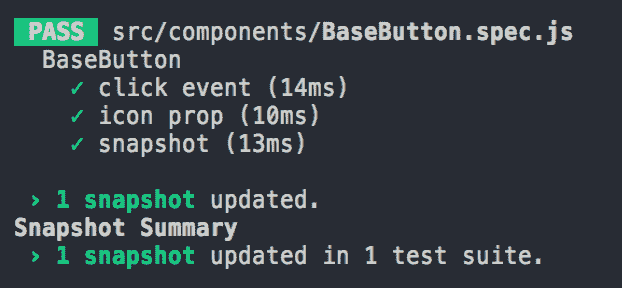 PASS src/components/BaseButton.spec.js
BaseButton
✓ click event (14ms)
✓ icon prop (10ms)
✓ snapshot (13ms)
› 1 snapshot updated.
Snapshot Summary
› 1 snapshot updated in 1 test suite.